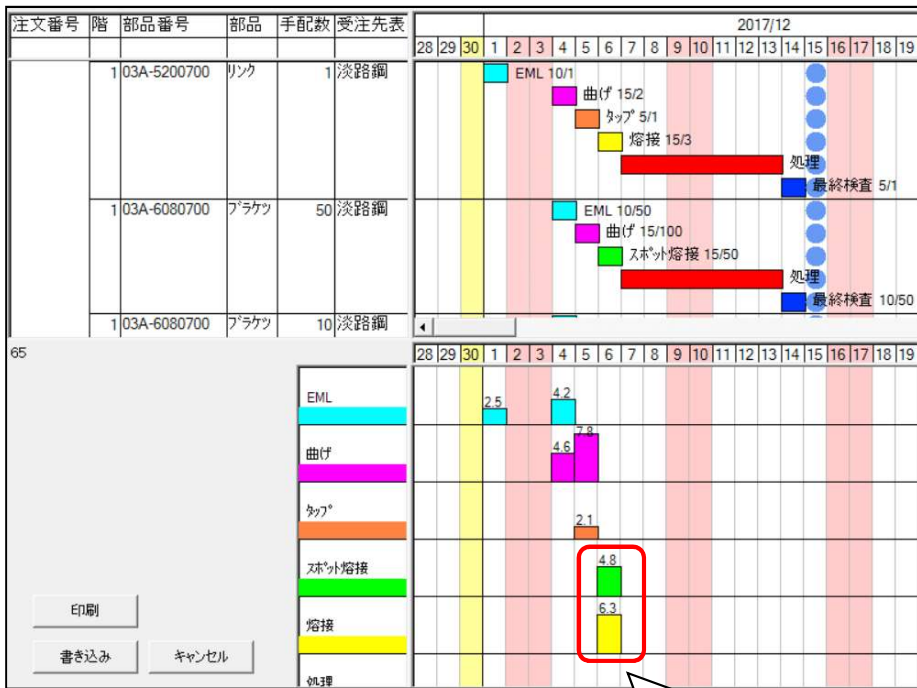 注文番号 階 部品番号 部品 手配数 受注先表 2017/12
28 29 30 1 2 3 4 5 6 7 8 9 10 11 12 13 14 15 16 17 18 19
1 03A-5200700 リンク 1 淡路鋼 EML 10/1
曲げ 15/2
タップ 5/1
熔接 15/3
処理
最終検査 5/1
1 03A-6080700 ブラケツ 50 淡路鋼 EML 10/50
曲げ 15/100
スポット熔接 15/50
処理
最終検査 10/50
1 03A-6080700 ブラケツ 10 淡路鋼
65 28 29 30 1 2 3 4 5 6 7 8 9 10 11 12 13 14 15 16 17 18 19
EML 2.5 4.2
曲げ 4.6 7.8
タップ 2.1
スポット熔接 4.8
熔接 6.3
処理
印刷
書き込み キャンセル